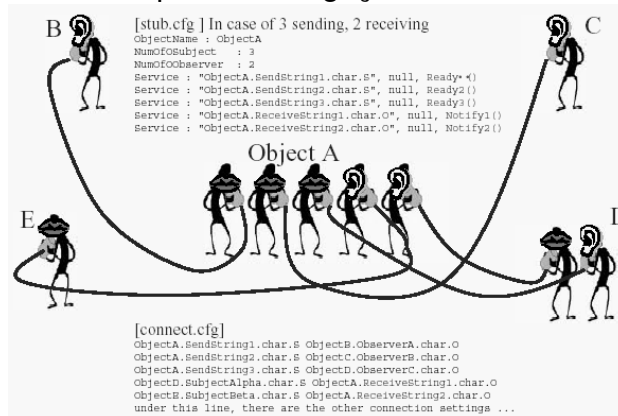 B
C
[stub.cfg ] In case of 3 sending, 2 receiving
ObjectName : ObjectA
NumOfOSubject : 3
NumOfOObserver : 2
Service : "ObjectA.SendString1.char.S", null,
Service : "ObjectA.SendString2.char.S", null, Ready2()
Service : "ObjectA.SendString3.char.S", null, Ready3()
Service : "ObjectA.ReceiveString1.char.O", null, Notify1()
Service : "ObjectA.ReceiveString2.char.O", null, Notify2()
Object A
E
[connect.cfg]
ObjectA.SendString1.char.S ObjectB.ObserverA.char.O
ObjectA.SendString2.char.S ObjectC.ObserverB.char.O
ObjectA.SendString3.char.S ObjectD.ObserverC.char.O
ObjectD.SubjectAlpha.char.S ObjectA.ReceiveString1.char.O
ObjectE.SubjectBeta.char.S ObjectA.ReceiveString2.char.O
under this line, there are the other connection settings ...